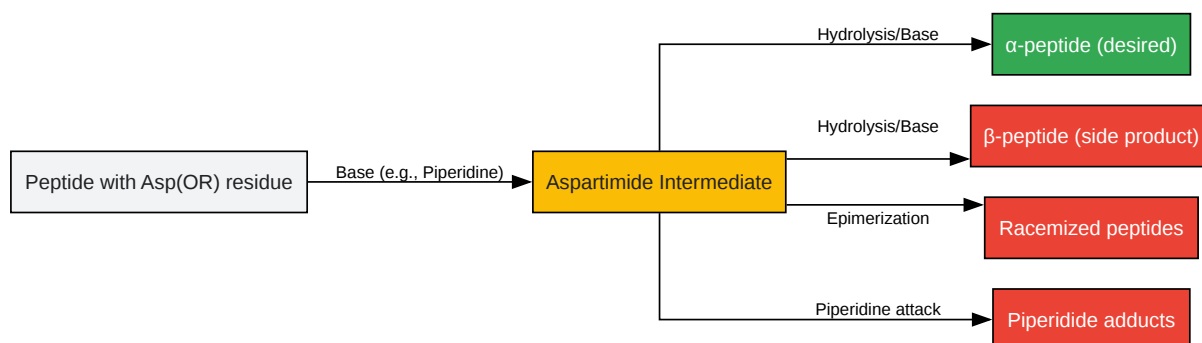 Peptide with Asp(OR) residue
Base (e.g., Piperidine)
Aspartimide Intermediate
Hydrolysis/Base
α-peptide (desired)
Hydrolysis/Base
β-peptide (side product)
Epimerization
Racemized peptides
Piperidine attack
Piperidide adducts